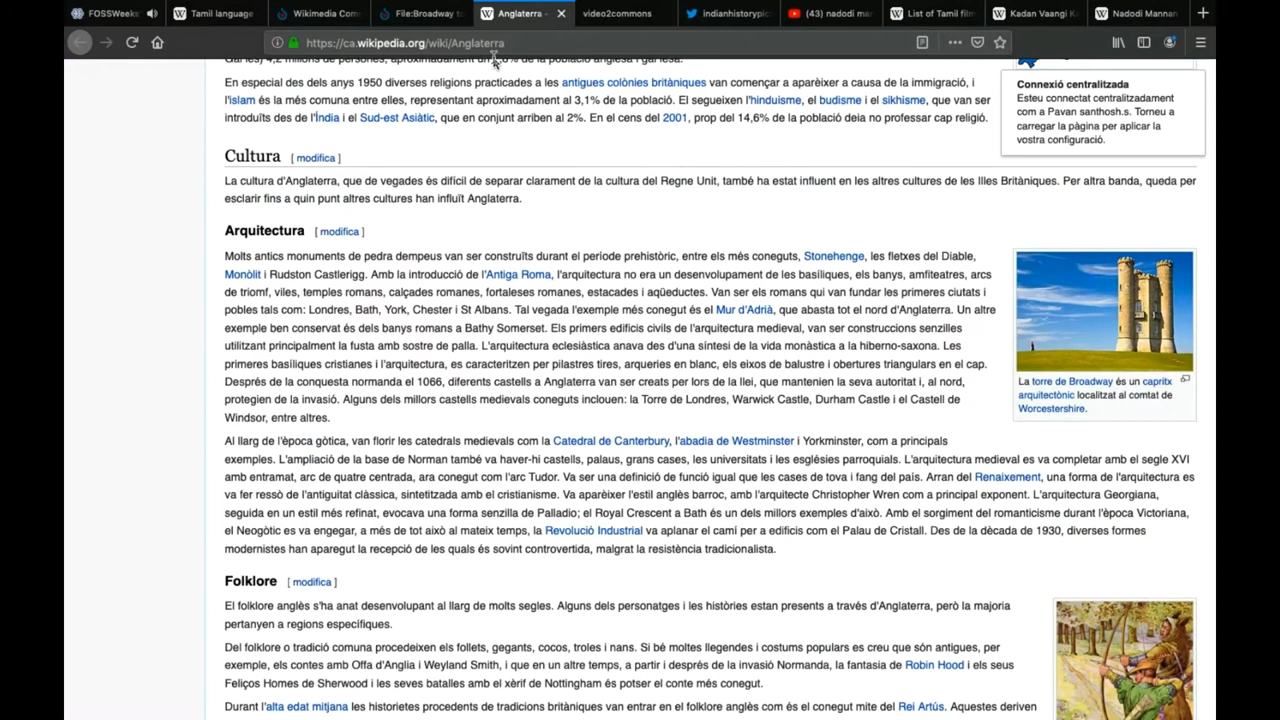 FOSSWeeks
Tamil language
Wikimedia Com
File:Broadway to
Anglaterra -
video2commons
indianhistorypic
(43) nadodi mar
List of Tamil film
Kadan Vaangi K
Nadodi Mannan
https://ca.wikipedia.org/wiki/Anglaterra
En especial des dels anys 1950 diverses religions practicades a les antigues colònies britàniques van començar a aparèixer a causa de la immigració, i
l'islam és la més comuna entre elles, representant aproximadament al 3,1% de la població. El segueixen l'hinduisme, el budisme i el sikhisme, que van ser
introduïts des de l'Índia i el Sud-est Asiàtic, que en conjunt arriben al 2%. En el cens del 2001, prop del 14,6% de la població deia no professar cap religió.
Connexió centralitzada
Esteu connectat centralitzadament
com a Pavan santhosh.s. Torneu a
carregar la pàgina per aplicar la
vostra configuració.
Cultura [ modifica ]
La cultura d'Anglaterra, que de vegades és difícil de separar clarament de la cultura del Regne Unit, també ha estat influent en les altres cultures de les Illes Britàniques. Per altra banda, queda per
esclarir fins a quin punt altres cultures han influït Anglaterra.
Arquitectura [ modifica ]
Molts antics monuments de pedra dempeus van ser construïts durant el període prehistòric, entre els més coneguts, Stonehenge, les fletxes del Diable,
Monòlit i Rudston Castlerigg. Amb la introducció de l'Antiga Roma, l'arquitectura no era un desenvolupament de les basíliques, els banys, amfiteatres, arcs
de triomf, viles, temples romans, calçades romanes, fortaleses romanes, estacades i aqüeductes. Van ser els romans qui van fundar les primeres ciutats i
pobles tals com: Londres, Bath, York, Chester i St Albans. Tal vegada l'exemple més conegut és el Mur d'Adrià, que abasta tot el nord d'Anglaterra. Un altre
exemple ben conservat és dels banys romans a Bathy Somerset. Els primers edificis civils de l'arquitectura medieval, van ser construccions senzilles
utilitzant principalment la fusta amb sostre de palla. L'arquitectura eclesiàstica anava des d'una síntesi de la vida monàstica a la hiberno-saxona. Les
primeres basíliques cristianes i l'arquitectura, es caracteritzen per pilastres tires, arqueries en blanc, els eixos de balustre i obertures triangulars en el cap.
Després de la conquesta normanda el 1066, diferents castells a Anglaterra van ser creats per lors de la llei, que mantenien la seva autoritat i, al nord,
protegien de la invasió. Alguns dels millors castells medievals coneguts inclouen: la Torre de Londres, Warwick Castle, Durham Castle i el Castell de
Windsor, entre altres.
La torre de Broadway és un capritx
arquitectònic localitzat al comtat de
Worcestershire.
Al llarg de l'època gòtica, van florir les catedrals medievals com la Catedral de Canterbury, l'abadia de Westminster i Yorkminster, com a principals
exemples. L'ampliació de la base de Norman també va haver-hi castells, palaus, grans cases, les universitats i les esglésies parroquials. L'arquitectura medieval es va completar amb el segle XVI
amb entramat, arc de quatre centrada, ara conegut com l'arc Tudor. Va ser una definició de funció igual que les cases de tova i fang del país. Arran del Renaixement, una forma de l'arquitectura es
va fer ressò de l'antiguitat clàssica, sintetitzada amb el cristianisme. Va aparèixer l'estil anglès barroc, amb l'arquitecte Christopher Wren com a principal exponent. L'arquitectura Georgiana,
seguida en un estil més refinat, evocava una forma senzilla de Palladio; el Royal Crescent a Bath és un dels millors exemples d'això. Amb el sorgiment del romanticisme durant l'època Victoriana,
el Neogòtic es va engegar, a més de tot això al mateix temps, la Revolució Industrial va aplanar el camí per a edificis com el Palau de Cristall. Des de la dècada de 1930, diverses formes
modernistes han aparegut la recepció de les quals és sovint controvertida, malgrat la resistència tradicionalista.
Folklore [ modifica ]
El folklore anglès s'ha anat desenvolupant al llarg de molts segles. Alguns dels personatges i les històries estan presents a través d'Anglaterra, però la majoria
pertanyen a regions específiques.
Del folklore o tradició comuna procedeixen els follets, gegants, cocos, troles i nans. Si bé moltes llegendes i costums populars es creu que són antigues, per
exemple, els contes amb Offa d'Anglia i Weyland Smith, i que en un altre temps, a partir i després de la invasió Normanda, la fantasia de Robin Hood i els seus
Feliços Homes de Sherwood i les seves batalles amb el xèrif de Nottingham és potser el conte més conegut.
Durant l'alta edat mitjana les historietes procedents de tradicions britàniques van entrar en el folklore anglès com és el conegut mite del Rei Artús. Aquestes deriven